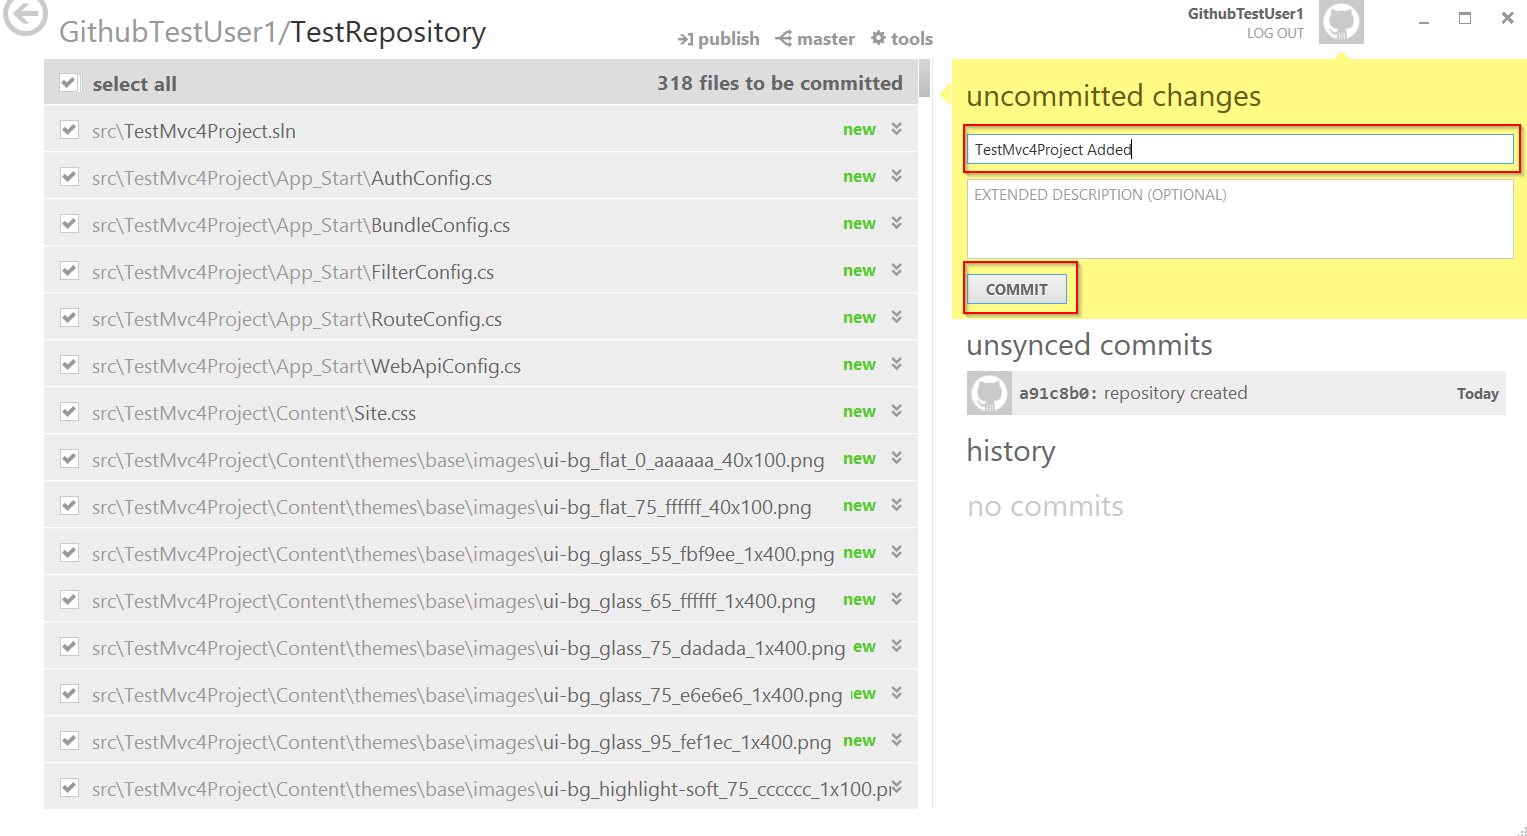 GithubTestUser1/TestRepository
publish
master
tools
GithubTestUser1
LOG OUT
select all
318 files to be committed
src\TestMvc4Project.sln new
src\TestMvc4Project\App_Start\AuthConfig.cs new
src\TestMvc4Project\App_Start\BundleConfig.cs new
src\TestMvc4Project\App_Start\FilterConfig.cs new
src\TestMvc4Project\App_Start\RouteConfig.cs new
src\TestMvc4Project\App_Start\WebApiConfig.cs new
src\TestMvc4Project\Content\Site.css new
src\TestMvc4Project\Content\themes\base\images\ui-bg_flat_0_aaaaaa_40x100.png new
src\TestMvc4Project\Content\themes\base\images\ui-bg_flat_75_ffffff_40x100.png new
src\TestMvc4Project\Content\themes\base\images\ui-bg_glass_55_fbf9ee_1x400.png new
src\TestMvc4Project\Content\themes\base\images\ui-bg_glass_65_ffffff_1x400.png new
src\TestMvc4Project\Content\themes\base\images\ui-bg_glass_75_dadada_1x400.png ew
src\TestMvc4Project\Content\themes\base\images\ui-bg_glass_75_e6e6e6_1x400.png ew
src\TestMvc4Project\Content\themes\base\images\ui-bg_glass_95_fef1ec_1x400.png new
src\TestMvc4Project\Content\themes\base\images\ui-bg_highlight-soft_75_cccccc_1x100.pr
uncommitted changes
TestMvc4Project Added
EXTENDED DESCRIPTION (OPTIONAL)
COMMIT
unsynced commits
a91c8b0: repository created
Today
history
no commits